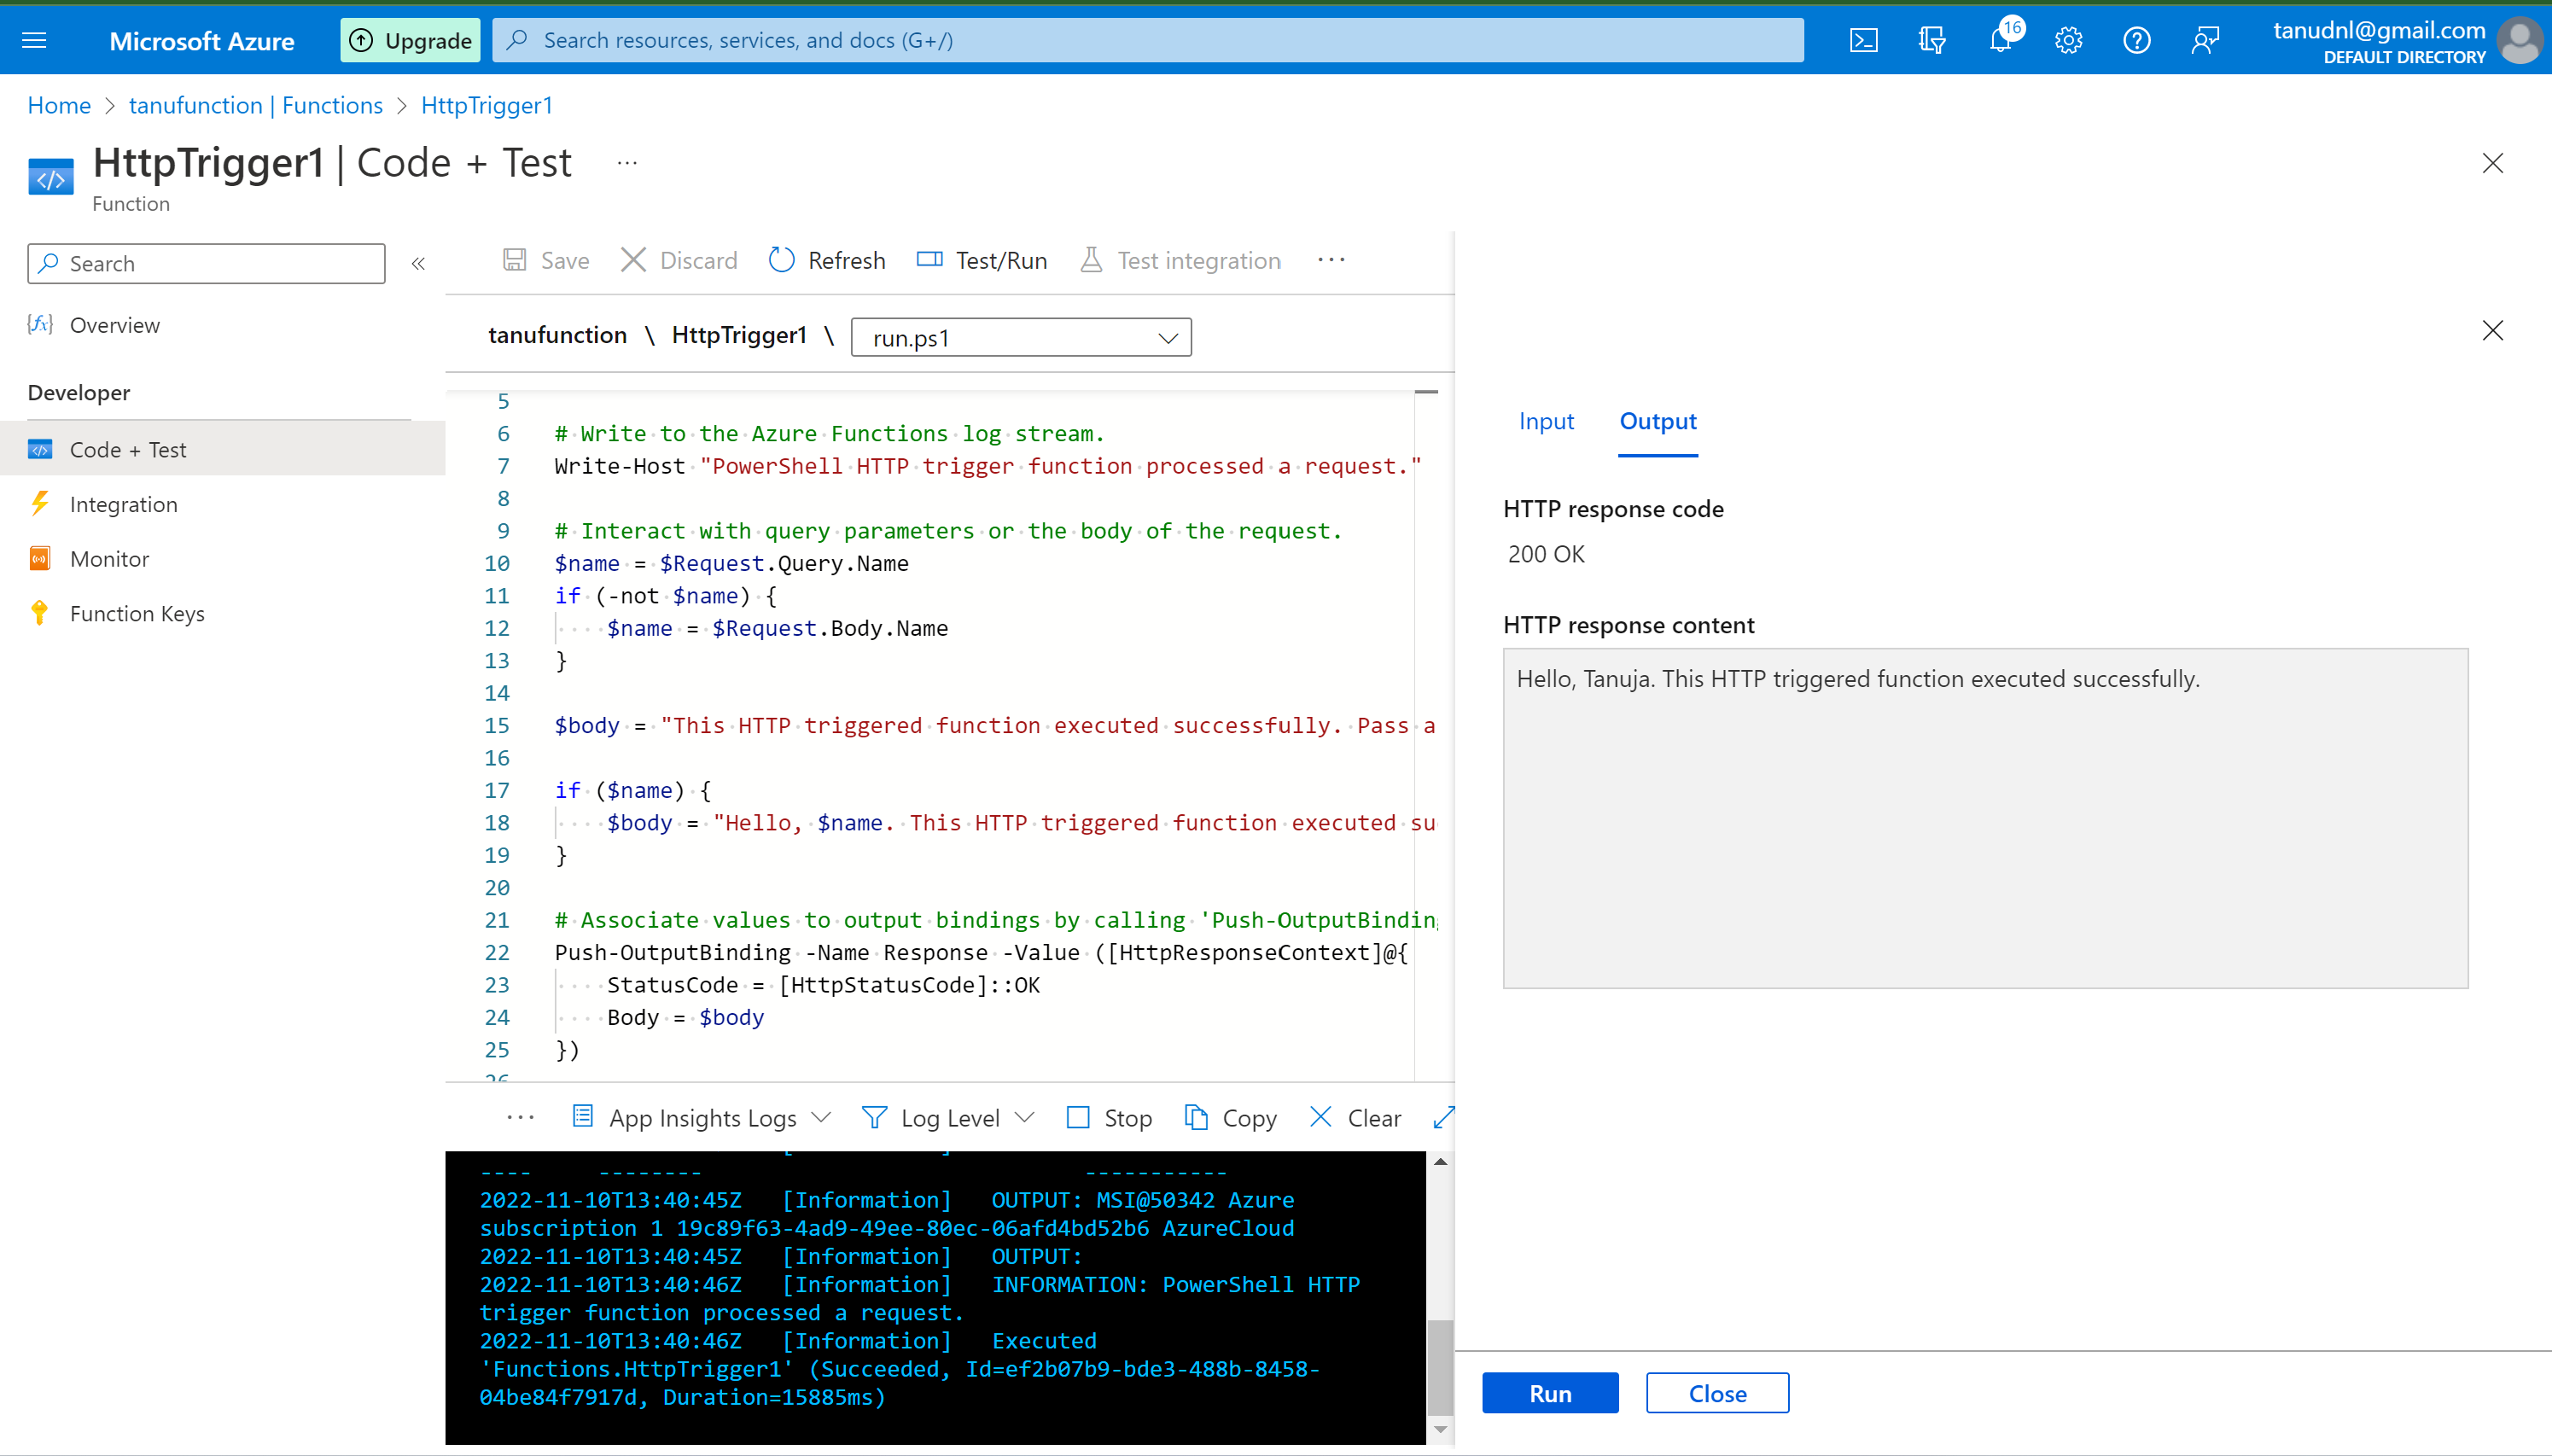 Microsoft Azure
Upgrade
Search resources, services, and docs (G+/)
16
tanudnl@gmail.com
DEFAULT DIRECTORY
Home > tanufunction | Functions > HttpTrigger1
HttpTrigger1 | Code + Test ...
Function
Search
«
Overview
Developer
Code + Test
Integration
Monitor
Function Keys
Save Discard Refresh Test/Run Test integration ...
tanufunction \ HttpTrigger1 \ run.ps1
5
6 # Write to the Azure Functions log stream.
7 Write-Host "PowerShell HTTP trigger function processed a request."
8
9 # Interact with query parameters or the body of the request.
10 $name = $Request.Query.Name
11 if (-not $name) {
12 $name = $Request.Body.Name
13 }
14
15 $body = "This HTTP triggered function executed successfully. Pass a
16
17 if ($name) {
18 $body = "Hello, $name. This HTTP triggered function executed su
19 }
20
21 # Associate values to output bindings by calling 'Push-OutputBinding
22 Push-OutputBinding -Name Response -Value ([HttpResponseContext]@{
23 StatusCode = [HttpStatusCode]::OK
24 Body = $body
25 })
26
... App Insights Logs Log Level Stop Copy Clear
---- -------- -----------
2022-11-10T13:40:45Z [Information] OUTPUT: MSI@50342 Azure
subscription 1 19c89f63-4ad9-49ee-80ec-06afd4bd52b6 AzureCloud
2022-11-10T13:40:45Z [Information] OUTPUT:
2022-11-10T13:40:46Z [Information] INFORMATION: PowerShell HTTP
trigger function processed a request.
2022-11-10T13:40:46Z [Information] Executed
'Functions.HttpTrigger1' (Succeeded, Id=ef2b07b9-bde3-488b-8458-
04be84f7917d, Duration=15885ms)
Input Output
HTTP response code
200 OK
HTTP response content
Hello, Tanuja. This HTTP triggered function executed successfully.
Run Close